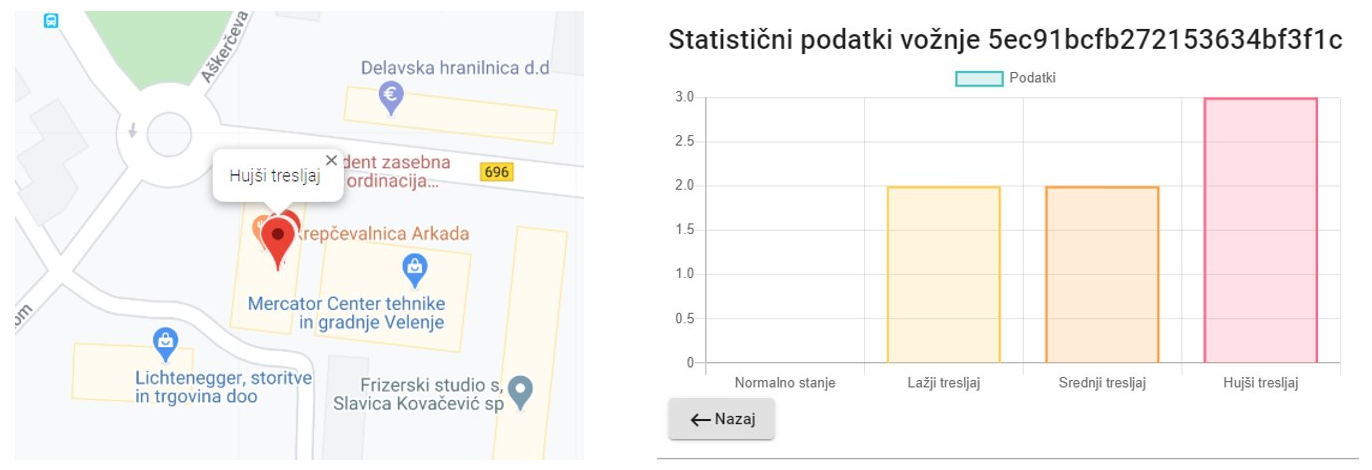 Aškerčeva
Delavska hranilnica d.d
Hujši tresljaj
dent zasebna
ordinacija...
696
krepčevalnica Arkada
Mercator Center tehnike
in gradnje Velenje
om
Lichtenegger, storitve
in trgovina doo
Frizerski studio s,
Slavica Kovačević sp
Statistični podatki vožnje 5ec91bcfb272153634bf3f1c
Podatki
3.0
2.5
2.0
1.5
1.0
0.5
0
Normalno stanje
Lažji tresljaj
Srednji tresljaj
Hujši tresljaj
Nazaj